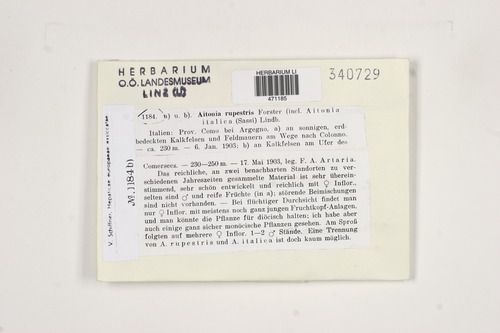 HERBARIUM
O.Ö. LANDESMUSEUM
LINZ (LI)
HERBARIUM LI
471185
340729
1184. a) u. b). Aitonia rupestris Forster (incl. Aitonia
italica (Sassi) Lindb.
Italien: Prov. Como bei Argegno, a) an sonnigen, erd-
bedeckten Kalkfelsen und Feldmauern am Wege nach Colonno.
— ca. 230 m. — 6. Jan. 1903; b) an Kalkfelsen am Ufer des
Comersees. — 230—250 m. — 17. Mai 1903, leg. F. A. Artaria.
Das reichliche, an zwei benachbarten Standorten zu ver-
schiedenen Jahreszeiten gesammelte Material ist sehr überein-
stimmend, sehr schön entwickelt und reichlich mit ♀ Inflor.,
selten sind ♂ und reife Früchte (in a); störende Beimischungen
sind nicht vorhanden. — Bei flüchtiger Durchsicht findet man
nur ♀ Inflor. mit meistens noch ganz jungen Fruchtkopf-Anlagen,
und man könnte die Pflanze für diöcisch halten; ich habe aber
auch einige ganz sicher monöcische Pflanzen gesehen. Am Sproß
folgten auf mehrere ♀ Inflor. 1—2 ♂ Stände. Eine Trennung
von A. rupestris und A. italica ist doch kaum möglich.
V. Schiffner, Hepaticae europaeae exsiccatae
№ 1184 b)